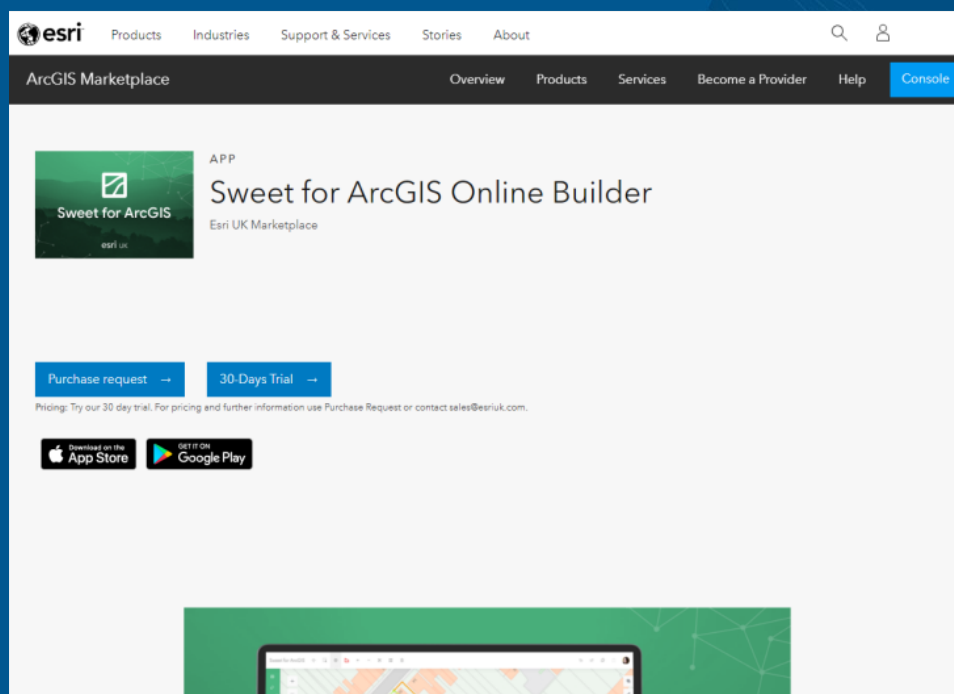 esri Products Industries Support & Services Stories About
ArcGIS Marketplace Overview Products Services Become a Provider Help Console
APP
Sweet for ArcGIS Online Builder
Esri UK Marketplace
Sweet for ArcGIS
esri UK
Purchase request → 30-Days Trial →
Pricing: Try our 30 day trial. For pricing and further information use Purchase Request or contact sales@esriuk.com.
Download on the App Store
GET IT ON Google Play
Sweet for ArcGIS